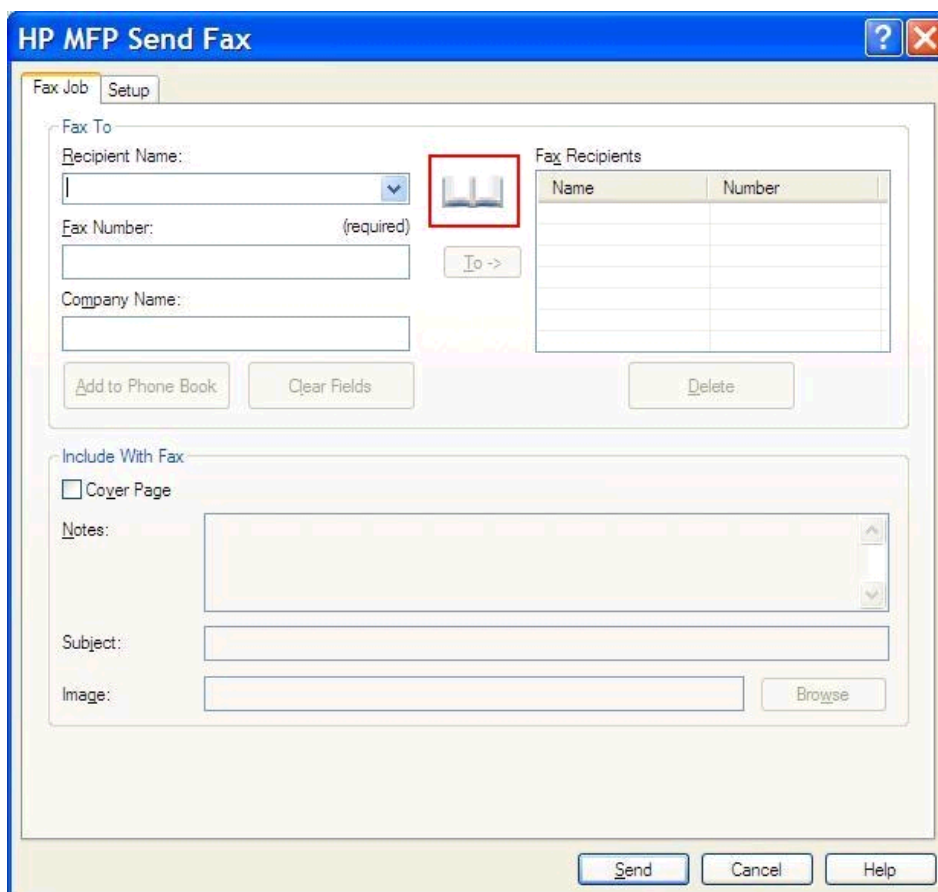 HP MFP Send Fax
Fax Job Setup
Fax To
Recipient Name:
Fax Number: (required)
Company Name:
To ->
Add to Phone Book Clear Fields
Fax Recipients
Name Number
Delete
Include With Fax
Cover Page
Notes:
Subject:
Image: Browse
Send Cancel Help